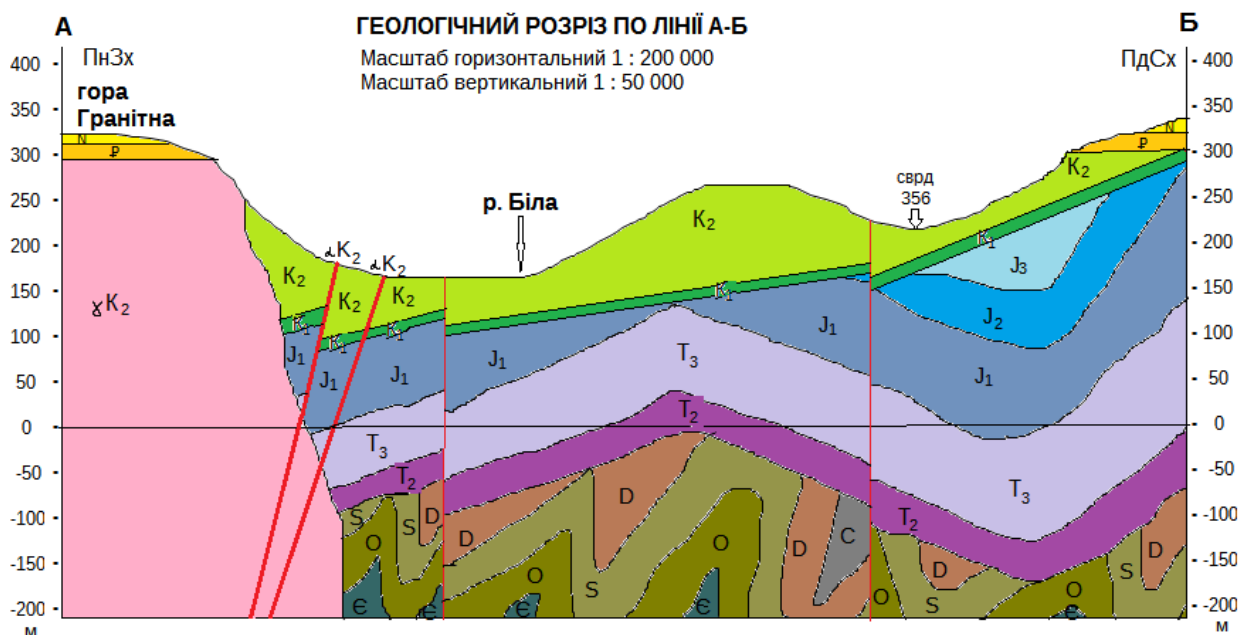 А
ГЕОЛОГІЧНИЙ РОЗРІЗ ПО ЛІНІЇ А-Б
Б
ПнЗх
Масштаб горизонтальний 1 : 200 000
ПдСх
Масштаб вертикальний 1 : 50 000
400
400
гора
Гранітна
350
350
N
N
₽
₽
300
300
K₂
сврд
356
250
250
р. Біла
K₂
200
200
ⲁK₂
ⲁK₂
K₁
J₃
K₂
K₂
K₂
150
150
ɣK₂
K₁
K₁
K₁
K₁
J₂
100
100
J₁
J₁
J₁
J₁
J₁
J₁
T₃
50
50
T₂
0
0
T₃
T₃
-50
-50
T₂
-100
-100
S
S
D
D
D
C
T₂
-150
-150
O
O
O
D
D
S
D
S
D
O
S
O
-200
-200
Є
Є
Є
Є
Є
м
м